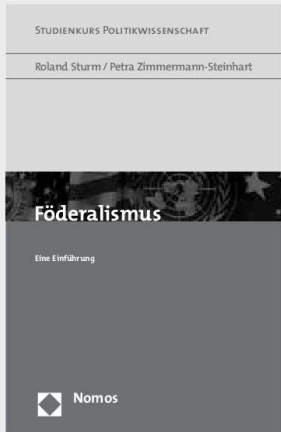 Studienkurs Politikwissenschaft
Roland Sturm / Petra Zimmermann-Steinhart
Föderalismus
Eine Einführung
Nomos